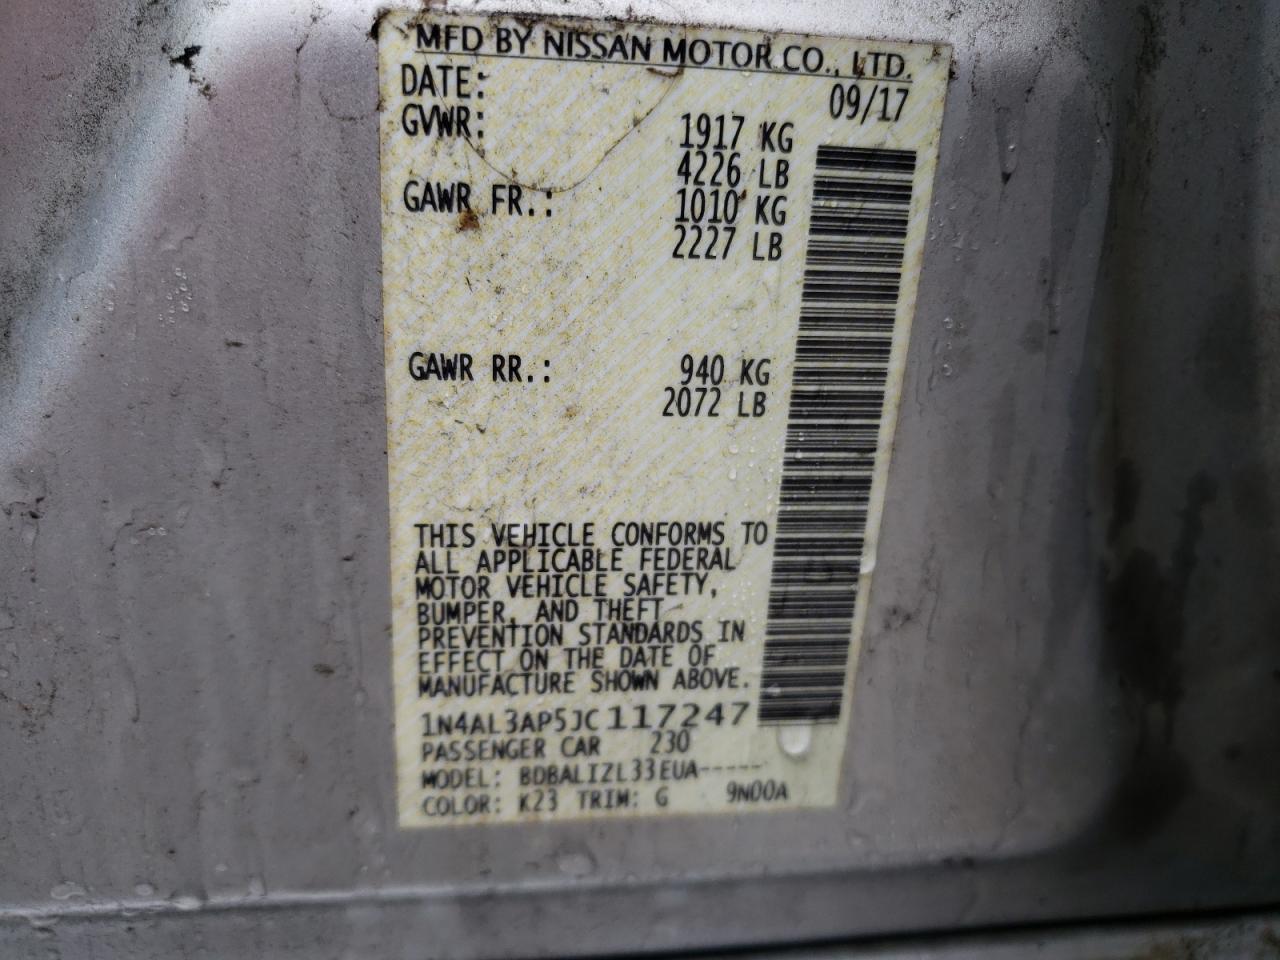 MFD BY NISSAN MOTOR CO., LTD.
DATE: 09/17
GVWR: 1917 KG
4226 LB
GAWR FR.: 1010 KG
2227 LB
GAWR RR.: 940 KG
2072 LB
THIS VEHICLE CONFORMS TO
ALL APPLICABLE FEDERAL
MOTOR VEHICLE SAFETY,
BUMPER, AND THEFT
PREVENTION STANDARDS IN
EFFECT ON THE DATE OF
MANUFACTURE SHOWN ABOVE.
1N4AL3AP5JC117247
PASSENGER CAR 230
MODEL: BDBALIZL33EUA-----
COLOR: K23 TRIM: G 9N00A